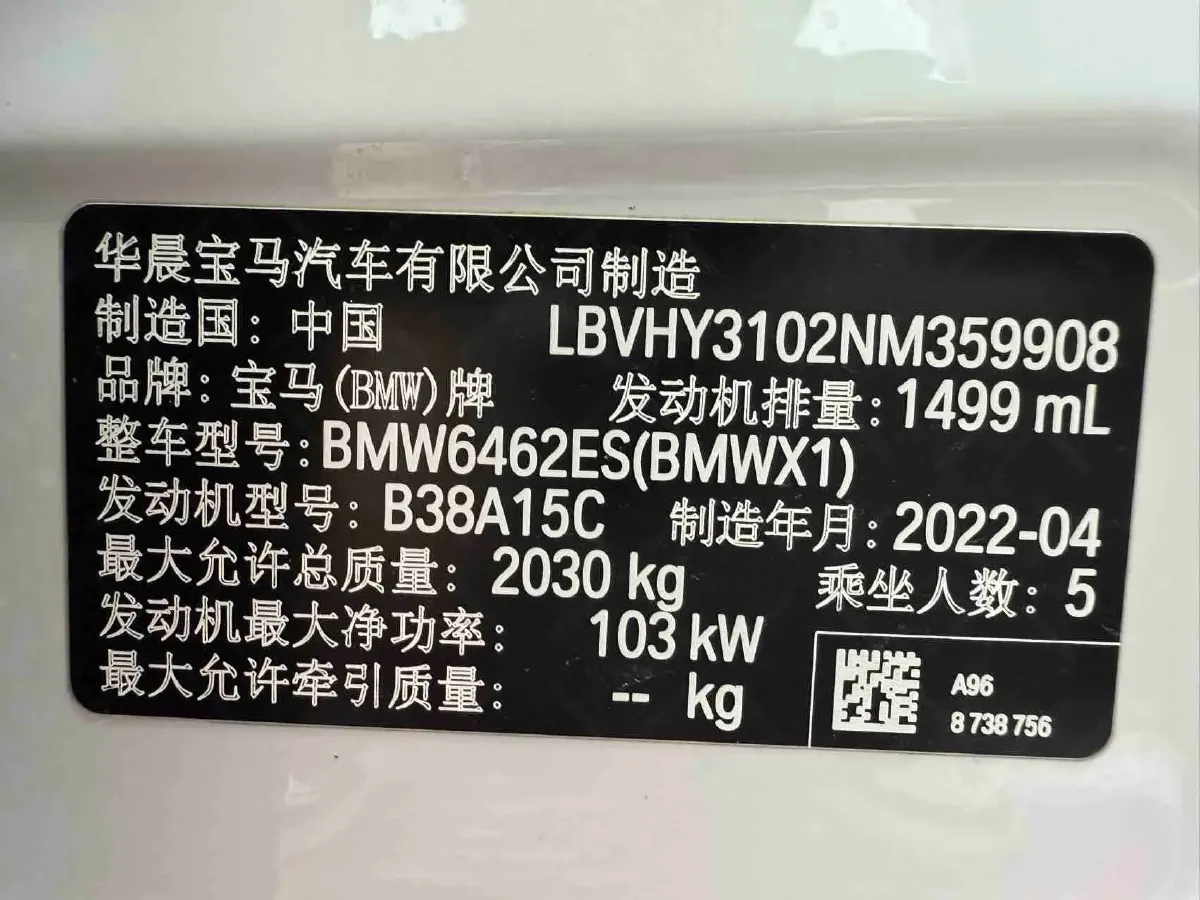 华晨宝马汽车有限公司制造
制造国：中国 LBVHY3102NM359908
品牌：宝马(BMW)牌 发动机排量：1499 mL
整车型号：BMW6462ES(BMWX1)
发动机型号：B38A15C 制造年月：2022-04
最大允许总质量：2030 kg 乘坐人数：5
发动机最大净功率：103 kW
最大允许牵引质量：-- kg
A96
8 738 756